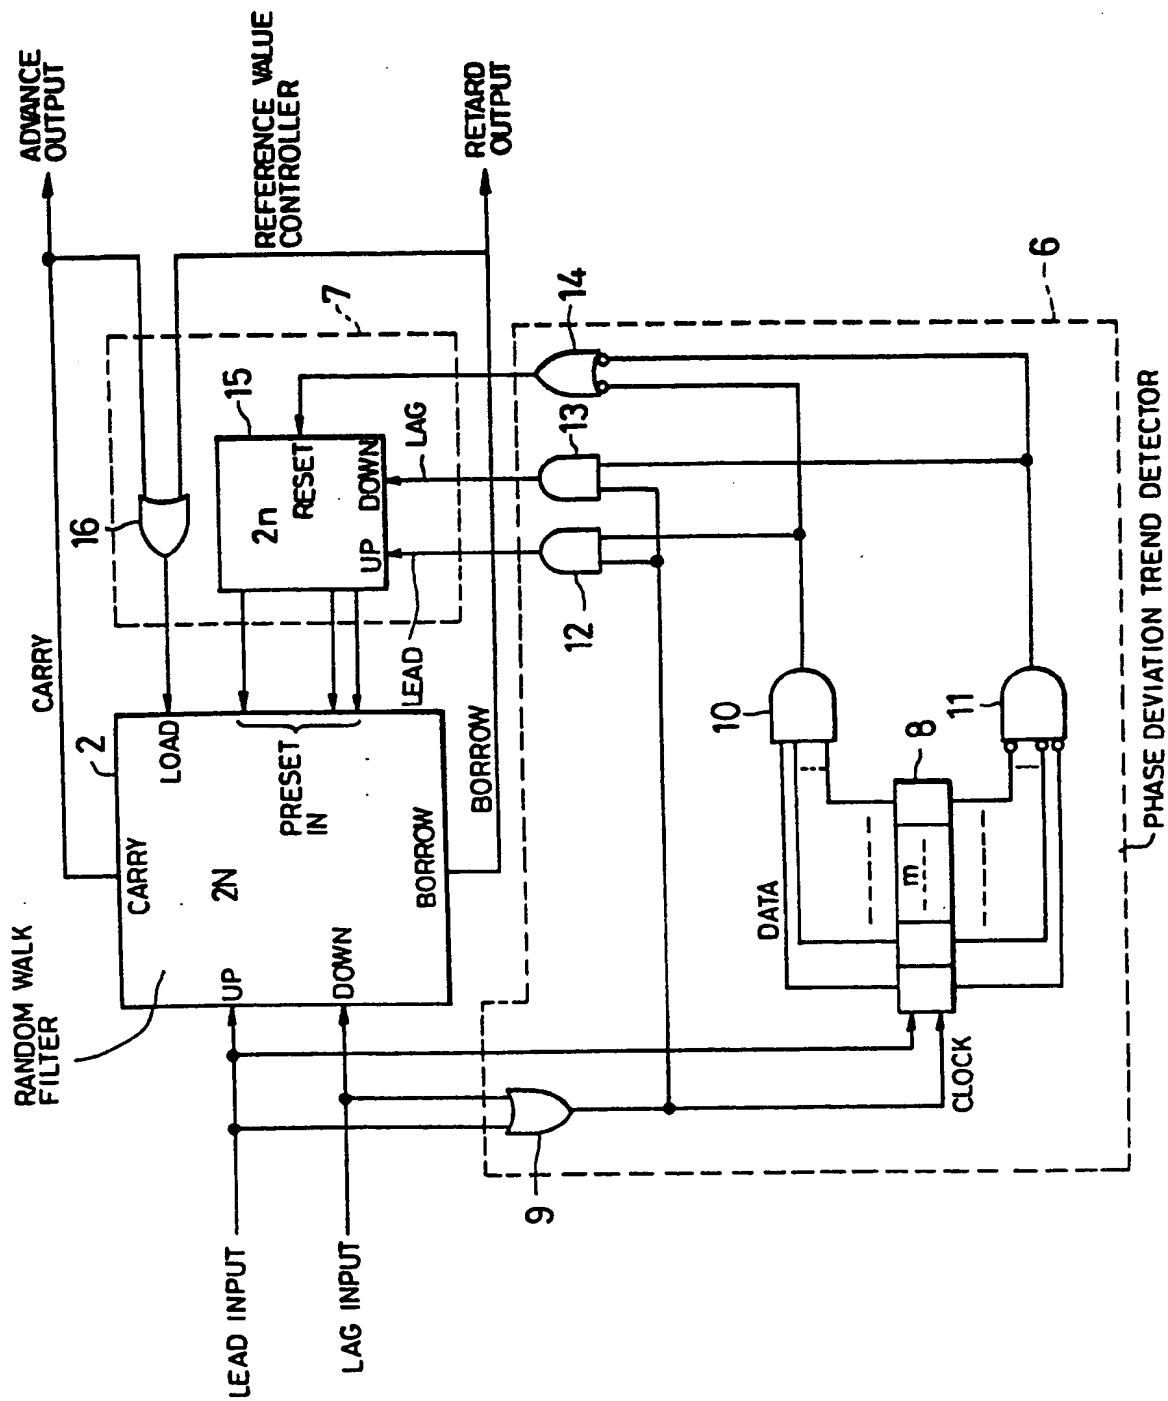 ADVANCE
OUTPUT
REFERENCE VALUE
CONTROLLER
RETARD
OUTPUT
CARRY
16
7
15
2n
RESET
UP
DOWN
LEAD
LAG
14
13
12
6
RANDOM WALK
FILTER
2
CARRY
LOAD
2N
PRESET
IN
UP
DOWN
BORROW
BORROW
LEAD INPUT
LAG INPUT
9
10
11
8
DATA
m
CLOCK
PHASE DEVIATION TREND DETECTOR